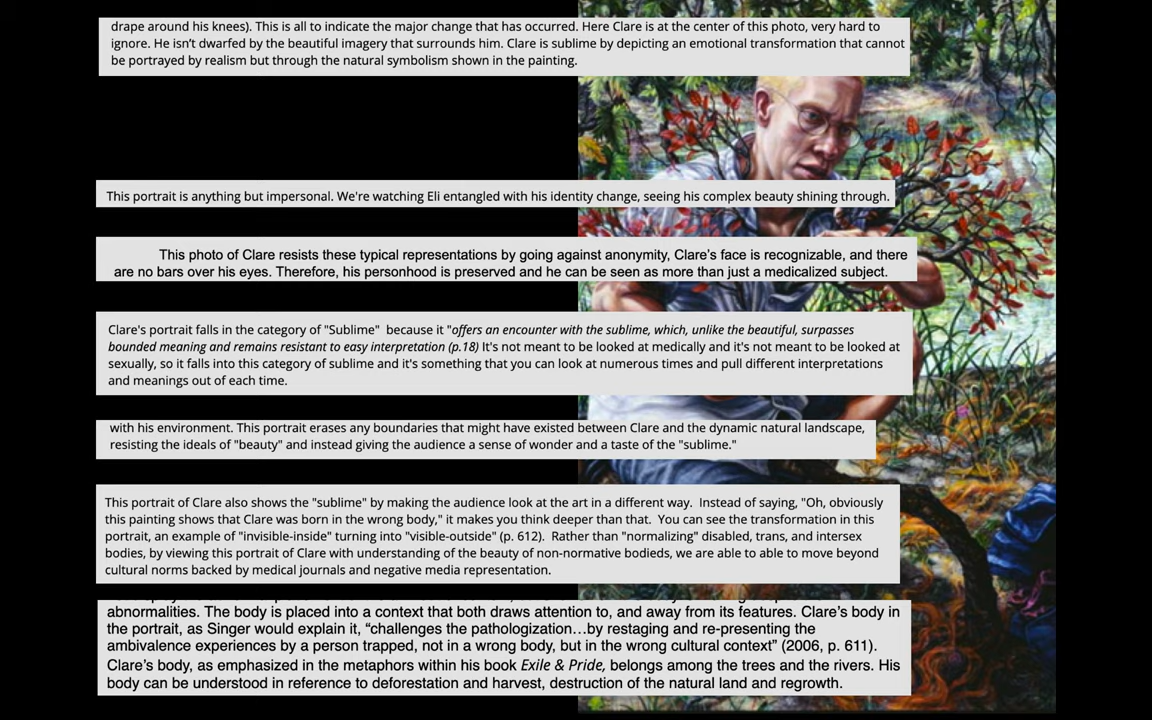 drape around his knees). This is all to indicate the major change that has occurred. Here Clare is at the center of this photo, very hard to
ignore. He isn’t dwarfed by the beautiful imagery that surrounds him. Clare is sublime by depicting an emotional transformation that cannot
be portrayed by realism but through the natural symbolism shown in the painting.
This portrait is anything but impersonal. We're watching Eli entangled with his identity change, seeing his complex beauty shining through.
This photo of Clare resists these typical representations by going against anonymity, Clare’s face is recognizable, and there
are no bars over his eyes. Therefore, his personhood is preserved and he can be seen as more than just a medicalized subject.
Clare's portrait falls in the category of "Sublime" because it "offers an encounter with the sublime, which, unlike the beautiful, surpasses
bounded meaning and remains resistant to easy interpretation (p.18) It's not meant to be looked at medically and it's not meant to be looked at
sexually, so it falls into this category of sublime and it's something that you can look at numerous times and pull different interpretations
and meanings out of each time.
with his environment. This portrait erases any boundaries that might have existed between Clare and the dynamic natural landscape,
resisting the ideals of "beauty" and instead giving the audience a sense of wonder and a taste of the "sublime."
This portrait of Clare also shows the "sublime" by making the audience look at the art in a different way. Instead of saying, "Oh, obviously
this painting shows that Clare was born in the wrong body," it makes you think deeper than that. You can see the transformation in this
portrait, an example of "invisible-inside" turning into "visible-outside" (p. 612). Rather than "normalizing" disabled, trans, and intersex
bodies, by viewing this portrait of Clare with understanding of the beauty of non-normative bodieds, we are able to able to move beyond
cultural norms backed by medical journals and negative media representation.
abnormalities. The body is placed into a context that both draws attention to, and away from its features. Clare’s body in
the portrait, as Singer would explain it, “challenges the pathologization…by restaging and re-presenting the
ambivalence experiences by a person trapped, not in a wrong body, but in the wrong cultural context” (2006, p. 611).
Clare’s body, as emphasized in the metaphors within his book Exile & Pride, belongs among the trees and the rivers. His
body can be understood in reference to deforestation and harvest, destruction of the natural land and regrowth.